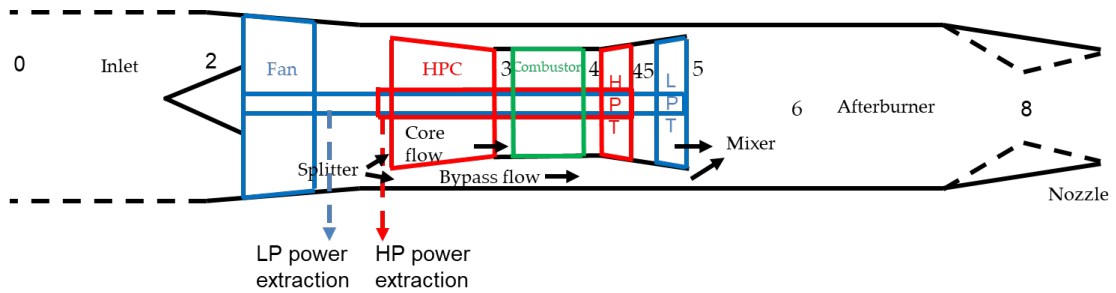 0
Inlet
2
Fan
HPC
3
Combustor
4
H
P
T
45
L
P
T
5
6
Afterburner
8
Core
flow
Splitter
Bypass flow
Mixer
Nozzle
LP power
extraction
HP power
extraction